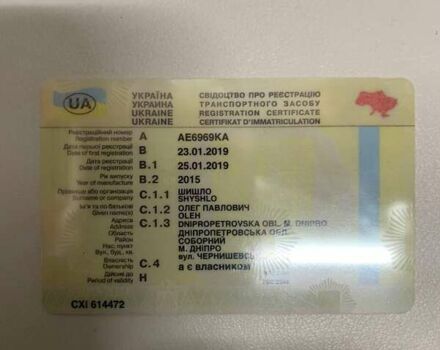 UA
УКРАЇНА
УКРАИНА
UKRAINE
UKRAINE
СВІДОЦТВО ПРО РЕЄСТРАЦІЮ
ТРАНСПОРТНОГО ЗАСОБУ
REGISTRATION CERTIFICATE
CERTIFICAT D'IMMATRICULATION
Реєстраційний номер
Registration number
A
AE6969KA
Дата першої реєстрації
Date of first registration
B
23.01.2019
Дата реєстрації
Date of registration
B.1
25.01.2019
Рік випуску
Year of manufacture
B.2
2015
Прізвище або організація
Surname or company
C.1.1
ШИШЛО
SHYSHLO
Ім'я та по-батькові
Given name(s)
C.1.2
ОЛЕГ ПАВЛОВИЧ
OLEH
Адреса
Address
C.1.3
DNIPROPETROVSKA OBL. M. DNIPRO
Область
ДНІПРОПЕТРОВСЬКА ОБЛ.
Район
СОБОРНИЙ
Нас. пункт
М. ДНІПРО
Вул., буд., кв.
вул. ЧЕРНИШЕВСЬ
Власність
Ownership
C.4
а є власником
Дійсне до
Period of validity
H
CXI 614472